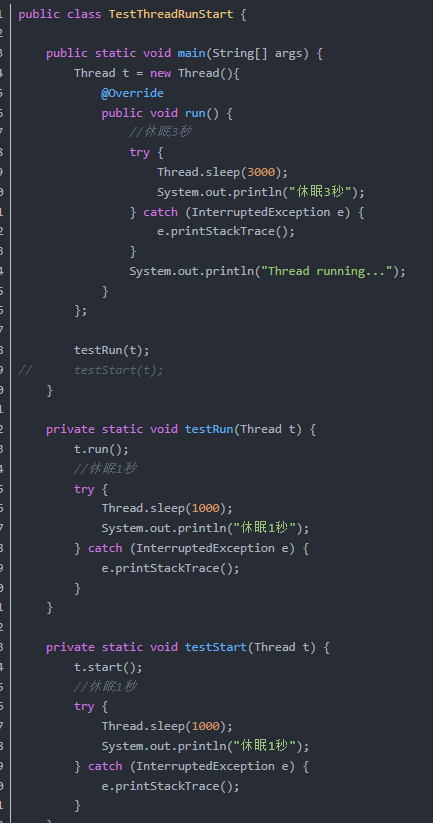 1 public class TestThreadRunStart {
2
3     public static void main(String[] args) {
4         Thread t = new Thread(){
5             @Override
6             public void run() {
7                 //休眠3秒
8                 try {
9                     Thread.sleep(3000);
0                     System.out.println("休眠3秒");
1                 } catch (InterruptedException e) {
2                     e.printStackTrace();
3                 }
4                 System.out.println("Thread running...");
5             }
6         };
7
8         testRun(t);
9 //      testStart(t);
0     }
1
2     private static void testRun(Thread t) {
3         t.run();
4         //休眠1秒
5         try {
6             Thread.sleep(1000);
7             System.out.println("休眠1秒");
8         } catch (InterruptedException e) {
9             e.printStackTrace();
0         }
1     }
2
3     private static void testStart(Thread t) {
4         t.start();
5         //休眠1秒
6         try {
7             Thread.sleep(1000);
8             System.out.println("休眠1秒");
9         } catch (InterruptedException e) {
0             e.printStackTrace();
1         }